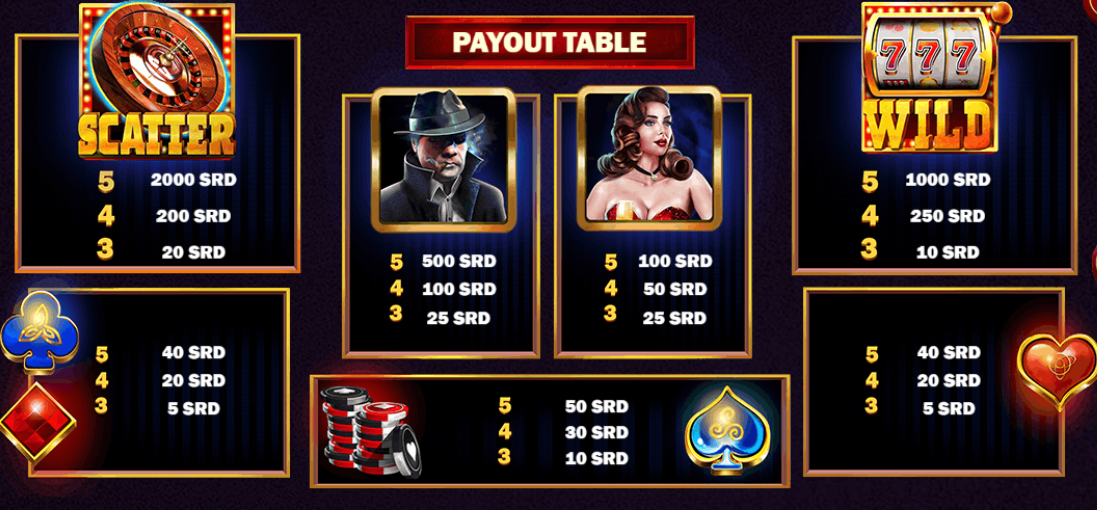 PAYOUT TABLE
SCATTER
5 2000 SRD
4 200 SRD
3 20 SRD
5 500 SRD
4 100 SRD
3 25 SRD
5 100 SRD
4 50 SRD
3 25 SRD
777
WILD
5 1000 SRD
4 250 SRD
3 10 SRD
5 40 SRD
4 20 SRD
3 5 SRD
5 50 SRD
4 30 SRD
3 10 SRD
5 40 SRD
4 20 SRD
3 5 SRD